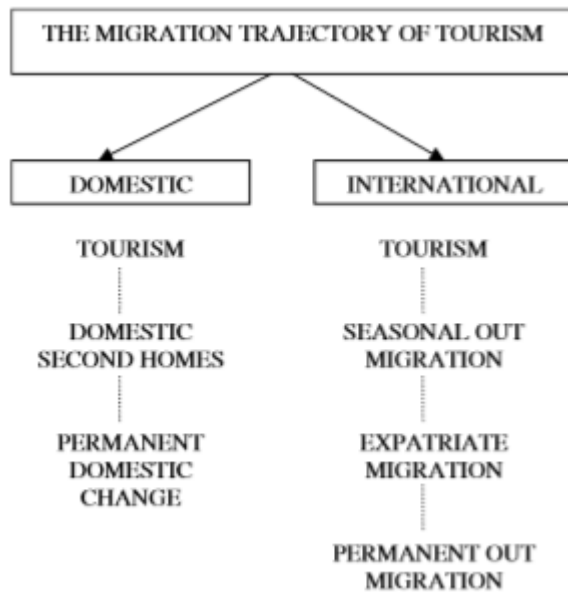 THE MIGRATION TRAJECTORY OF TOURISM
DOMESTIC
INTERNATIONAL
TOURISM
DOMESTIC
SECOND HOMES
PERMANENT
DOMESTIC
CHANGE
TOURISM
SEASONAL OUT
MIGRATION
EXPATRIATE
MIGRATION
PERMANENT OUT
MIGRATION